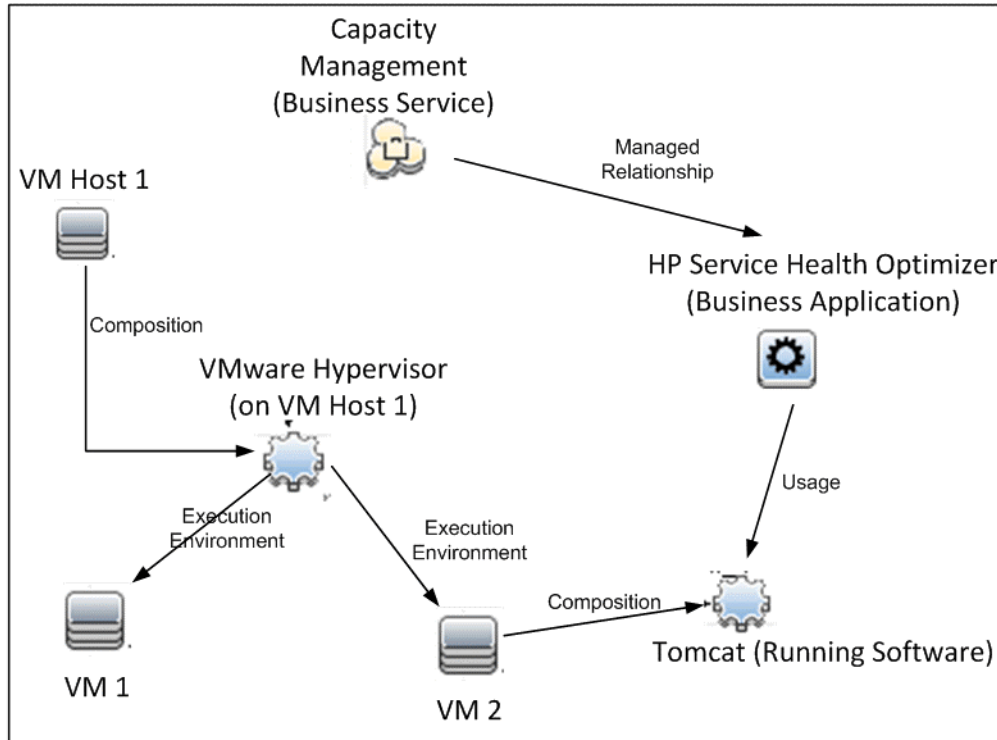 Capacity
Management
(Business Service)
Managed
Relationship
VM Host 1
HP Service Health Optimizer
(Business Application)
Composition
VMware Hypervisor
(on VM Host 1)
Usage
Execution
Environment
Execution
Environment
Composition
Tomcat (Running Software)
VM 1
VM 2